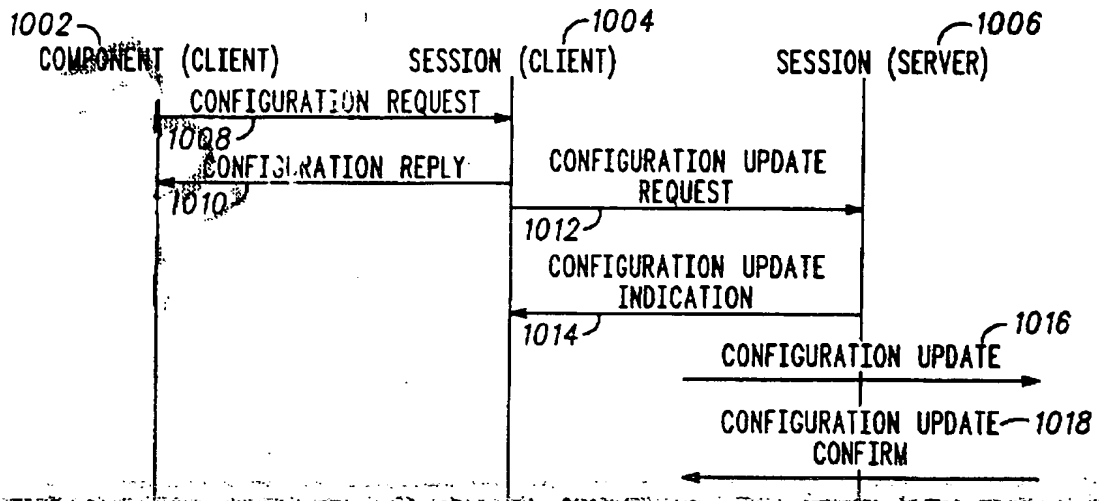 1002 1004 1006
COMPONENT (CLIENT) SESSION (CLIENT) SESSION (SERVER)
CONFIGURATION REQUEST
1008
CONFIGURATION REPLY
1010
CONFIGURATION UPDATE
REQUEST
1012
CONFIGURATION UPDATE
INDICATION
1014
1016
CONFIGURATION UPDATE
CONFIGURATION UPDATE 1018
CONFIRM